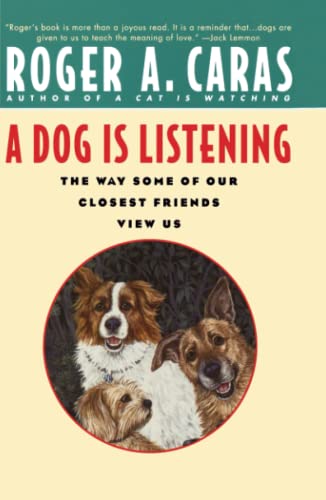 "Roger's book is more than a joyous read. It is a reminder that...dogs are
given to us to teach the meaning of love." —Jack Lemmon
ROGER A. CARAS
AUTHOR OF A CAT IS WATCHING
A DOG IS LISTENING
THE WAY SOME OF OUR
CLOSEST FRIENDS
VIEW US